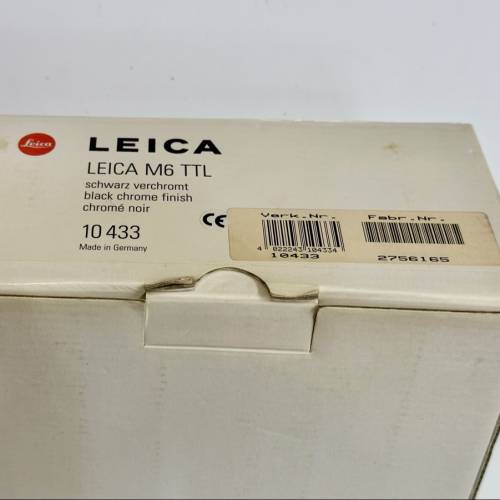 Leica
LEICA
LEICA M6 TTL
schwarz verchromt
black chrome finish
chromé noir
10 433
Made in Germany
CE
Verk.Nr.
4 022243 104334
10433
Fabr.Nr.
2756165